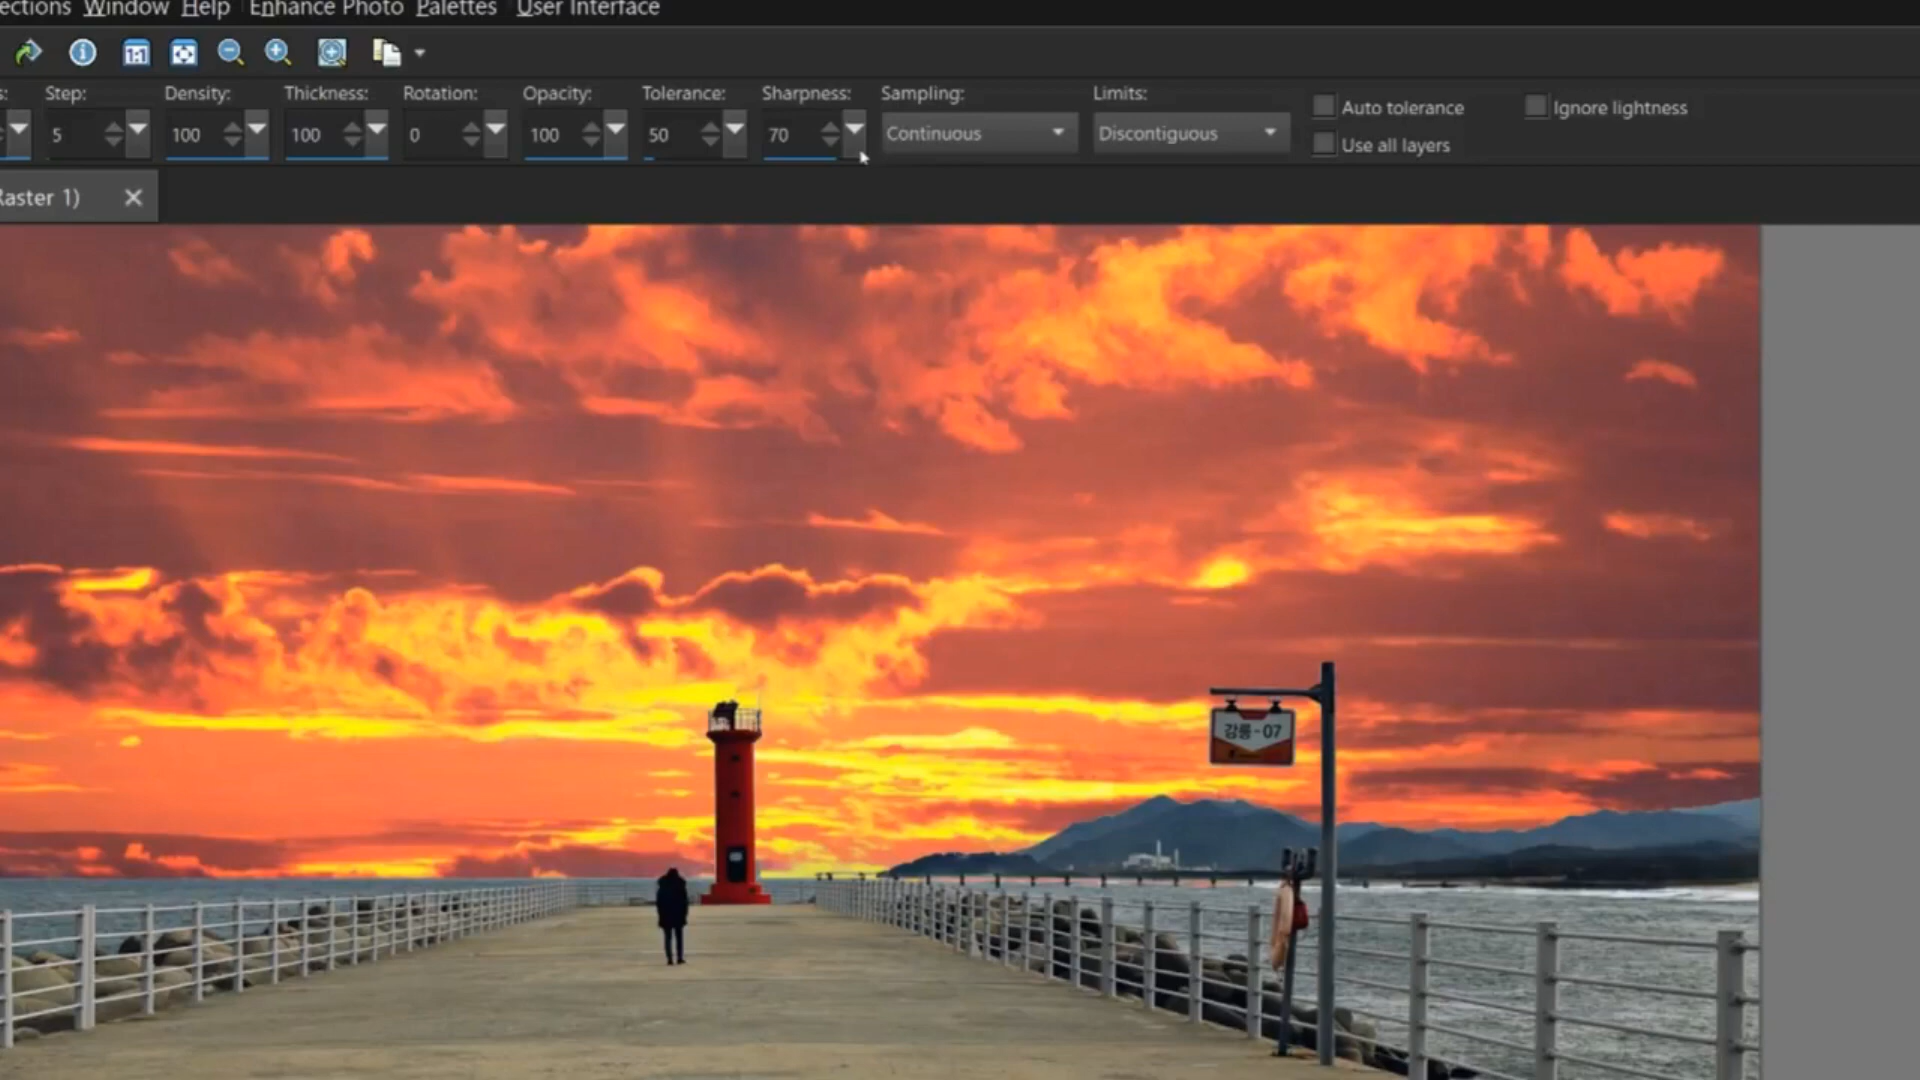 ections Window Help Enhance Photo Palettes User Interface
s: Step: Density: Thickness: Rotation: Opacity: Tolerance: Sharpness: Sampling: Limits:
5 100 100 0 100 50 70 Continuous Discontiguous
Auto tolerance Ignore lightness
Use all layers
Raster 1)
강릉-07